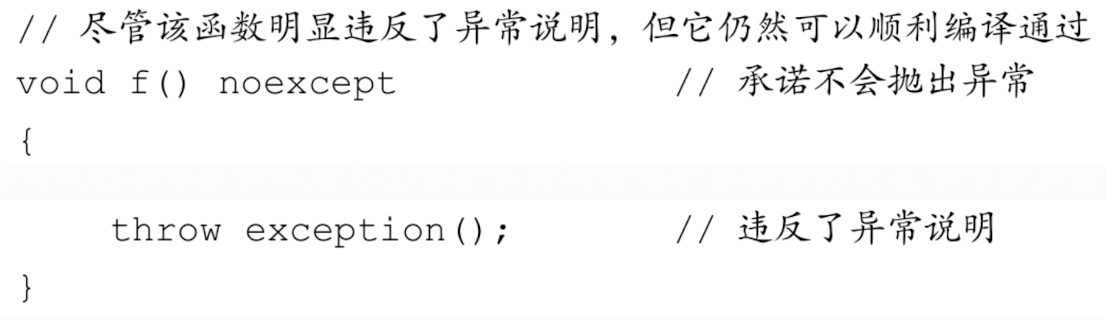 // 尽管该函数明显违反了异常说明，但它仍然可以顺利编译通过
void f() noexcept // 承诺不会抛出异常
{
throw exception(); // 违反了异常说明
}